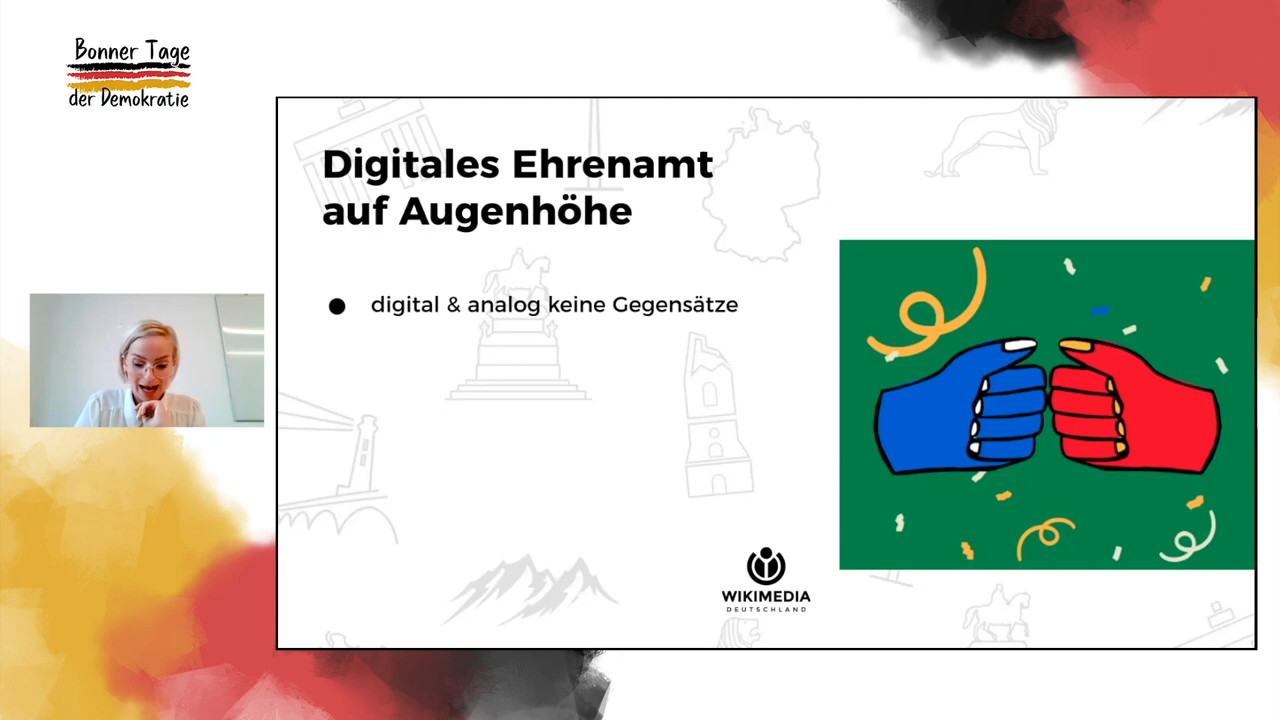 Bonner Tage
der Demokratie
Digitales Ehrenamt
auf Augenhöhe
● digital & analog keine Gegensätze
WIKIMEDIA
DEUTSCHLAND